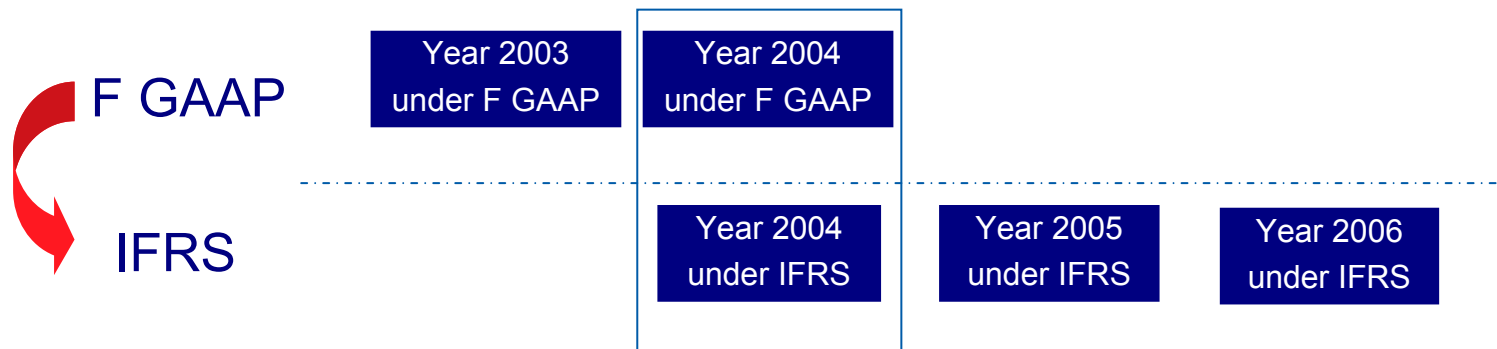 F GAAP
Year 2003
under F GAAP
Year 2004
under F GAAP
IFRS
Year 2004
under IFRS
Year 2005
under IFRS
Year 2006
under IFRS